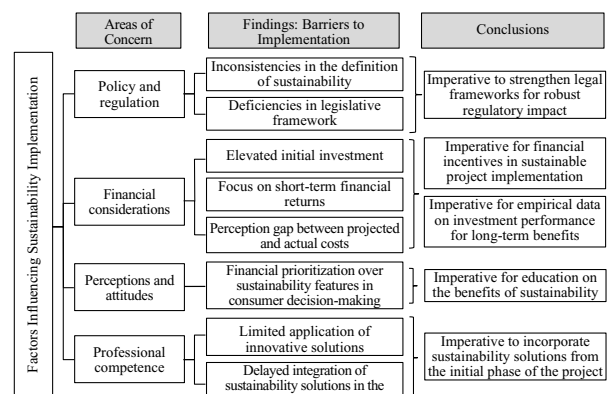 Areas of
Concern
Findings: Barriers to
Implementation
Conclusions
Factors Influencing Sustainability Implementation
Policy and
regulation
Inconsistencies in the definition
of sustainability
Deficiencies in legislative
framework
Imperative to strengthen legal
frameworks for robust
regulatory impact
Financial
considerations
Elevated initial investment
Focus on short-term financial
returns
Perception gap between projected
and actual costs
Imperative for financial
incentives in sustainable
project implementation
Imperative for empirical data
on investment performance
for long-term benefits
Perceptions and
attitudes
Financial prioritization over
sustainability features in
consumer decision-making
Imperative for education on
the benefits of sustainability
Professional
competence
Limited application of
innovative solutions
Delayed integration of
sustainability solutions in the
Imperative to incorporate
sustainability solutions from
the initial phase of the project